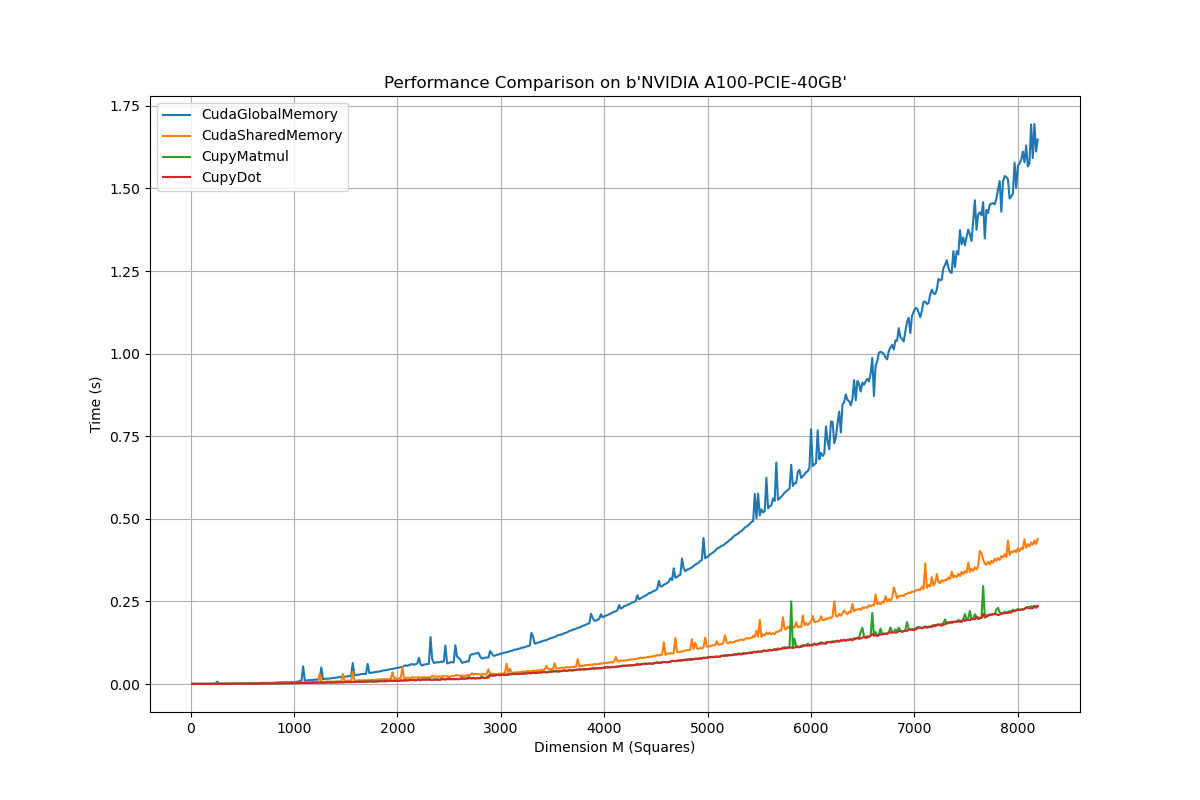 Performance Comparison on b'NVIDIA A100-PCIE-40GB'
CudaGlobalMemory
CudaSharedMemory
CupyMatmul
CupyDot
Time (s)
1.75
1.50
1.25
1.00
0.75
0.50
0.25
0.00
0 1000 2000 3000 4000 5000 6000 7000 8000
Dimension M (Squares)